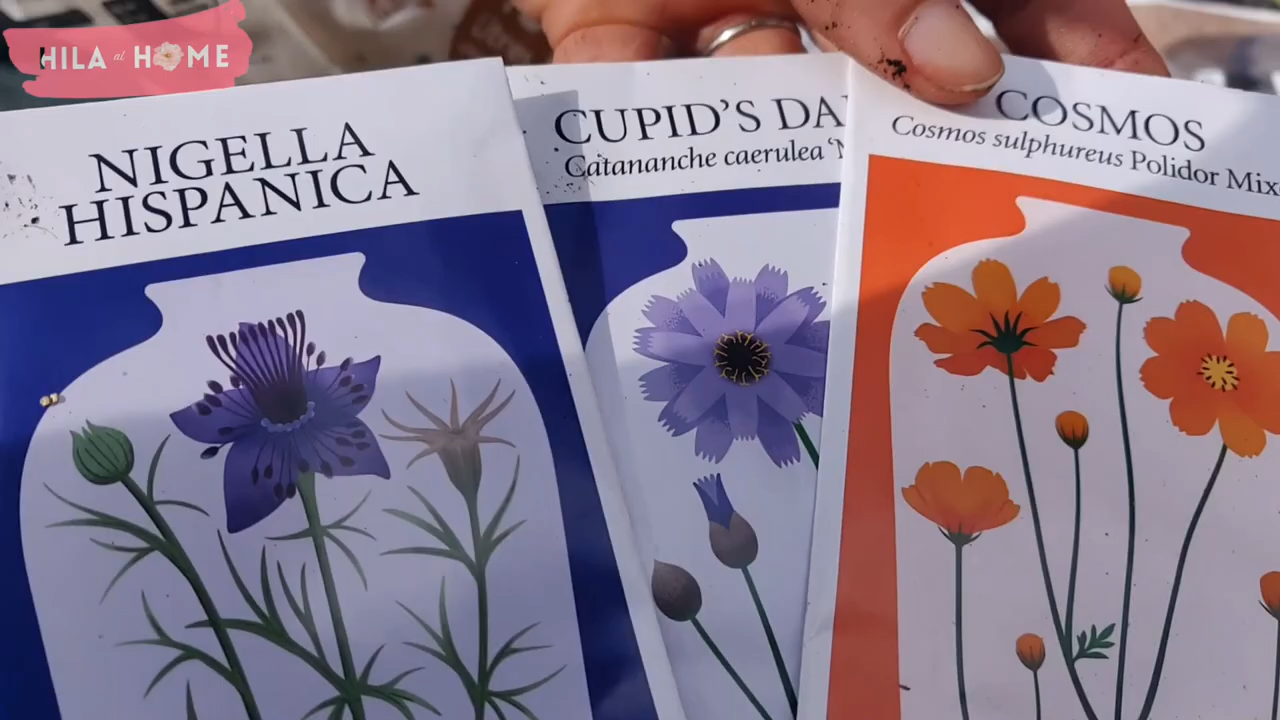 HILA at HOME
NIGELLA
HISPANICA
CUPID'S DA
Catananche caerulea
COSMOS
Cosmos sulphureus Polidor Mix